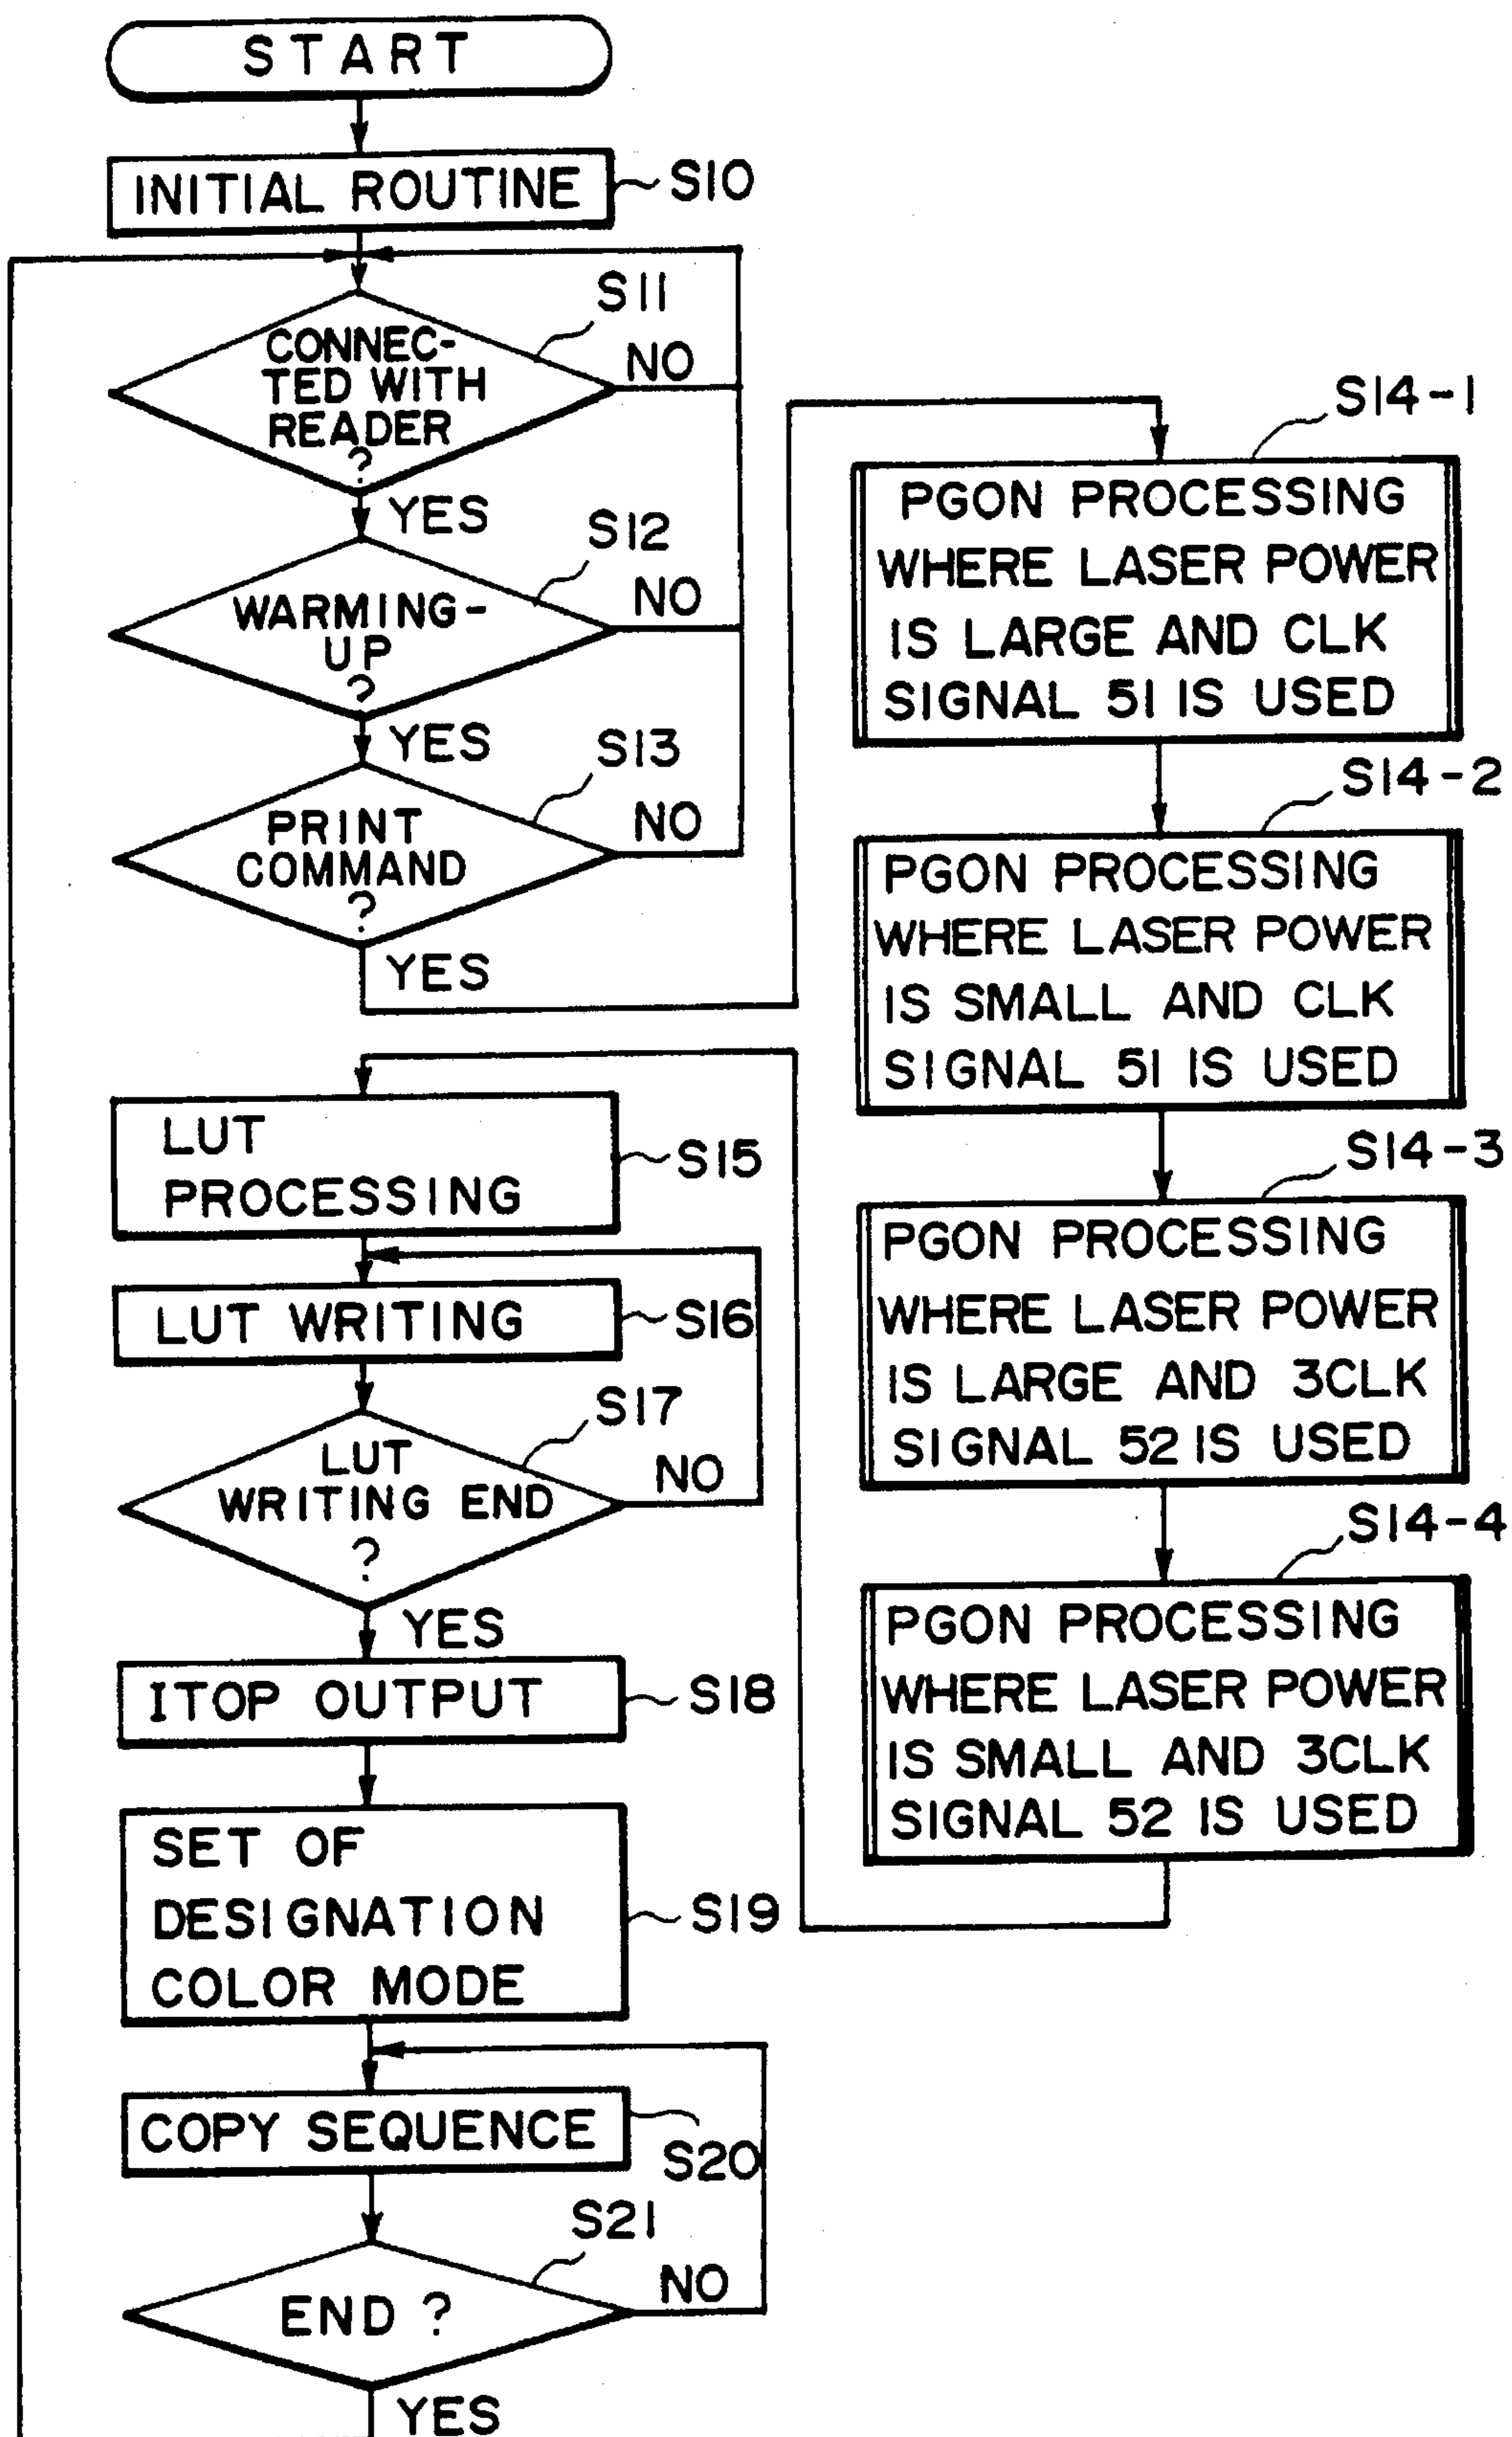 START
INITIAL ROUTINE
S10
S11
CONNEC-
TED WITH
READER
?
NO
YES
S12
WARMING-
UP
?
NO
YES
S13
PRINT
COMMAND
?
NO
YES
S14-1
PGON PROCESSING
WHERE LASER POWER
IS LARGE AND CLK
SIGNAL 51 IS USED
S14-2
PGON PROCESSING
WHERE LASER POWER
IS SMALL AND CLK
SIGNAL 51 IS USED
S14-3
PGON PROCESSING
WHERE LASER POWER
IS LARGE AND 3CLK
SIGNAL 52 IS USED
S14-4
PGON PROCESSING
WHERE LASER POWER
IS SMALL AND 3CLK
SIGNAL 52 IS USED
LUT
PROCESSING
S15
LUT WRITING
S16
S17
LUT
WRITING END
?
NO
YES
ITOP OUTPUT
S18
SET OF
DESIGNATION
COLOR MODE
S19
COPY SEQUENCE
S20
S21
END ?
NO
YES